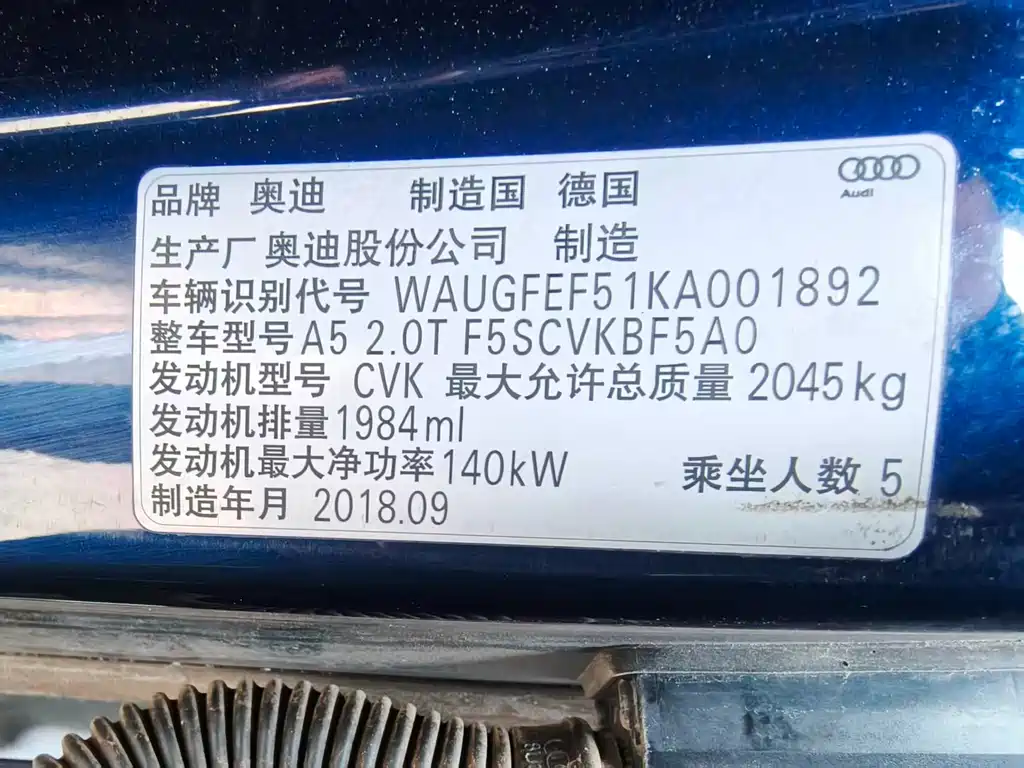 Audi
品牌 奥迪 制造国 德国
生产厂 奥迪股份公司 制造
车辆识别代号 WAUGFEF51KA001892
整车型号 A5 2.0T F5SCVKBF5A0
发动机型号 CVK 最大允许总质量 2045kg
发动机排量 1984ml
发动机最大净功率 140kW 乘坐人数 5
制造年月 2018.09